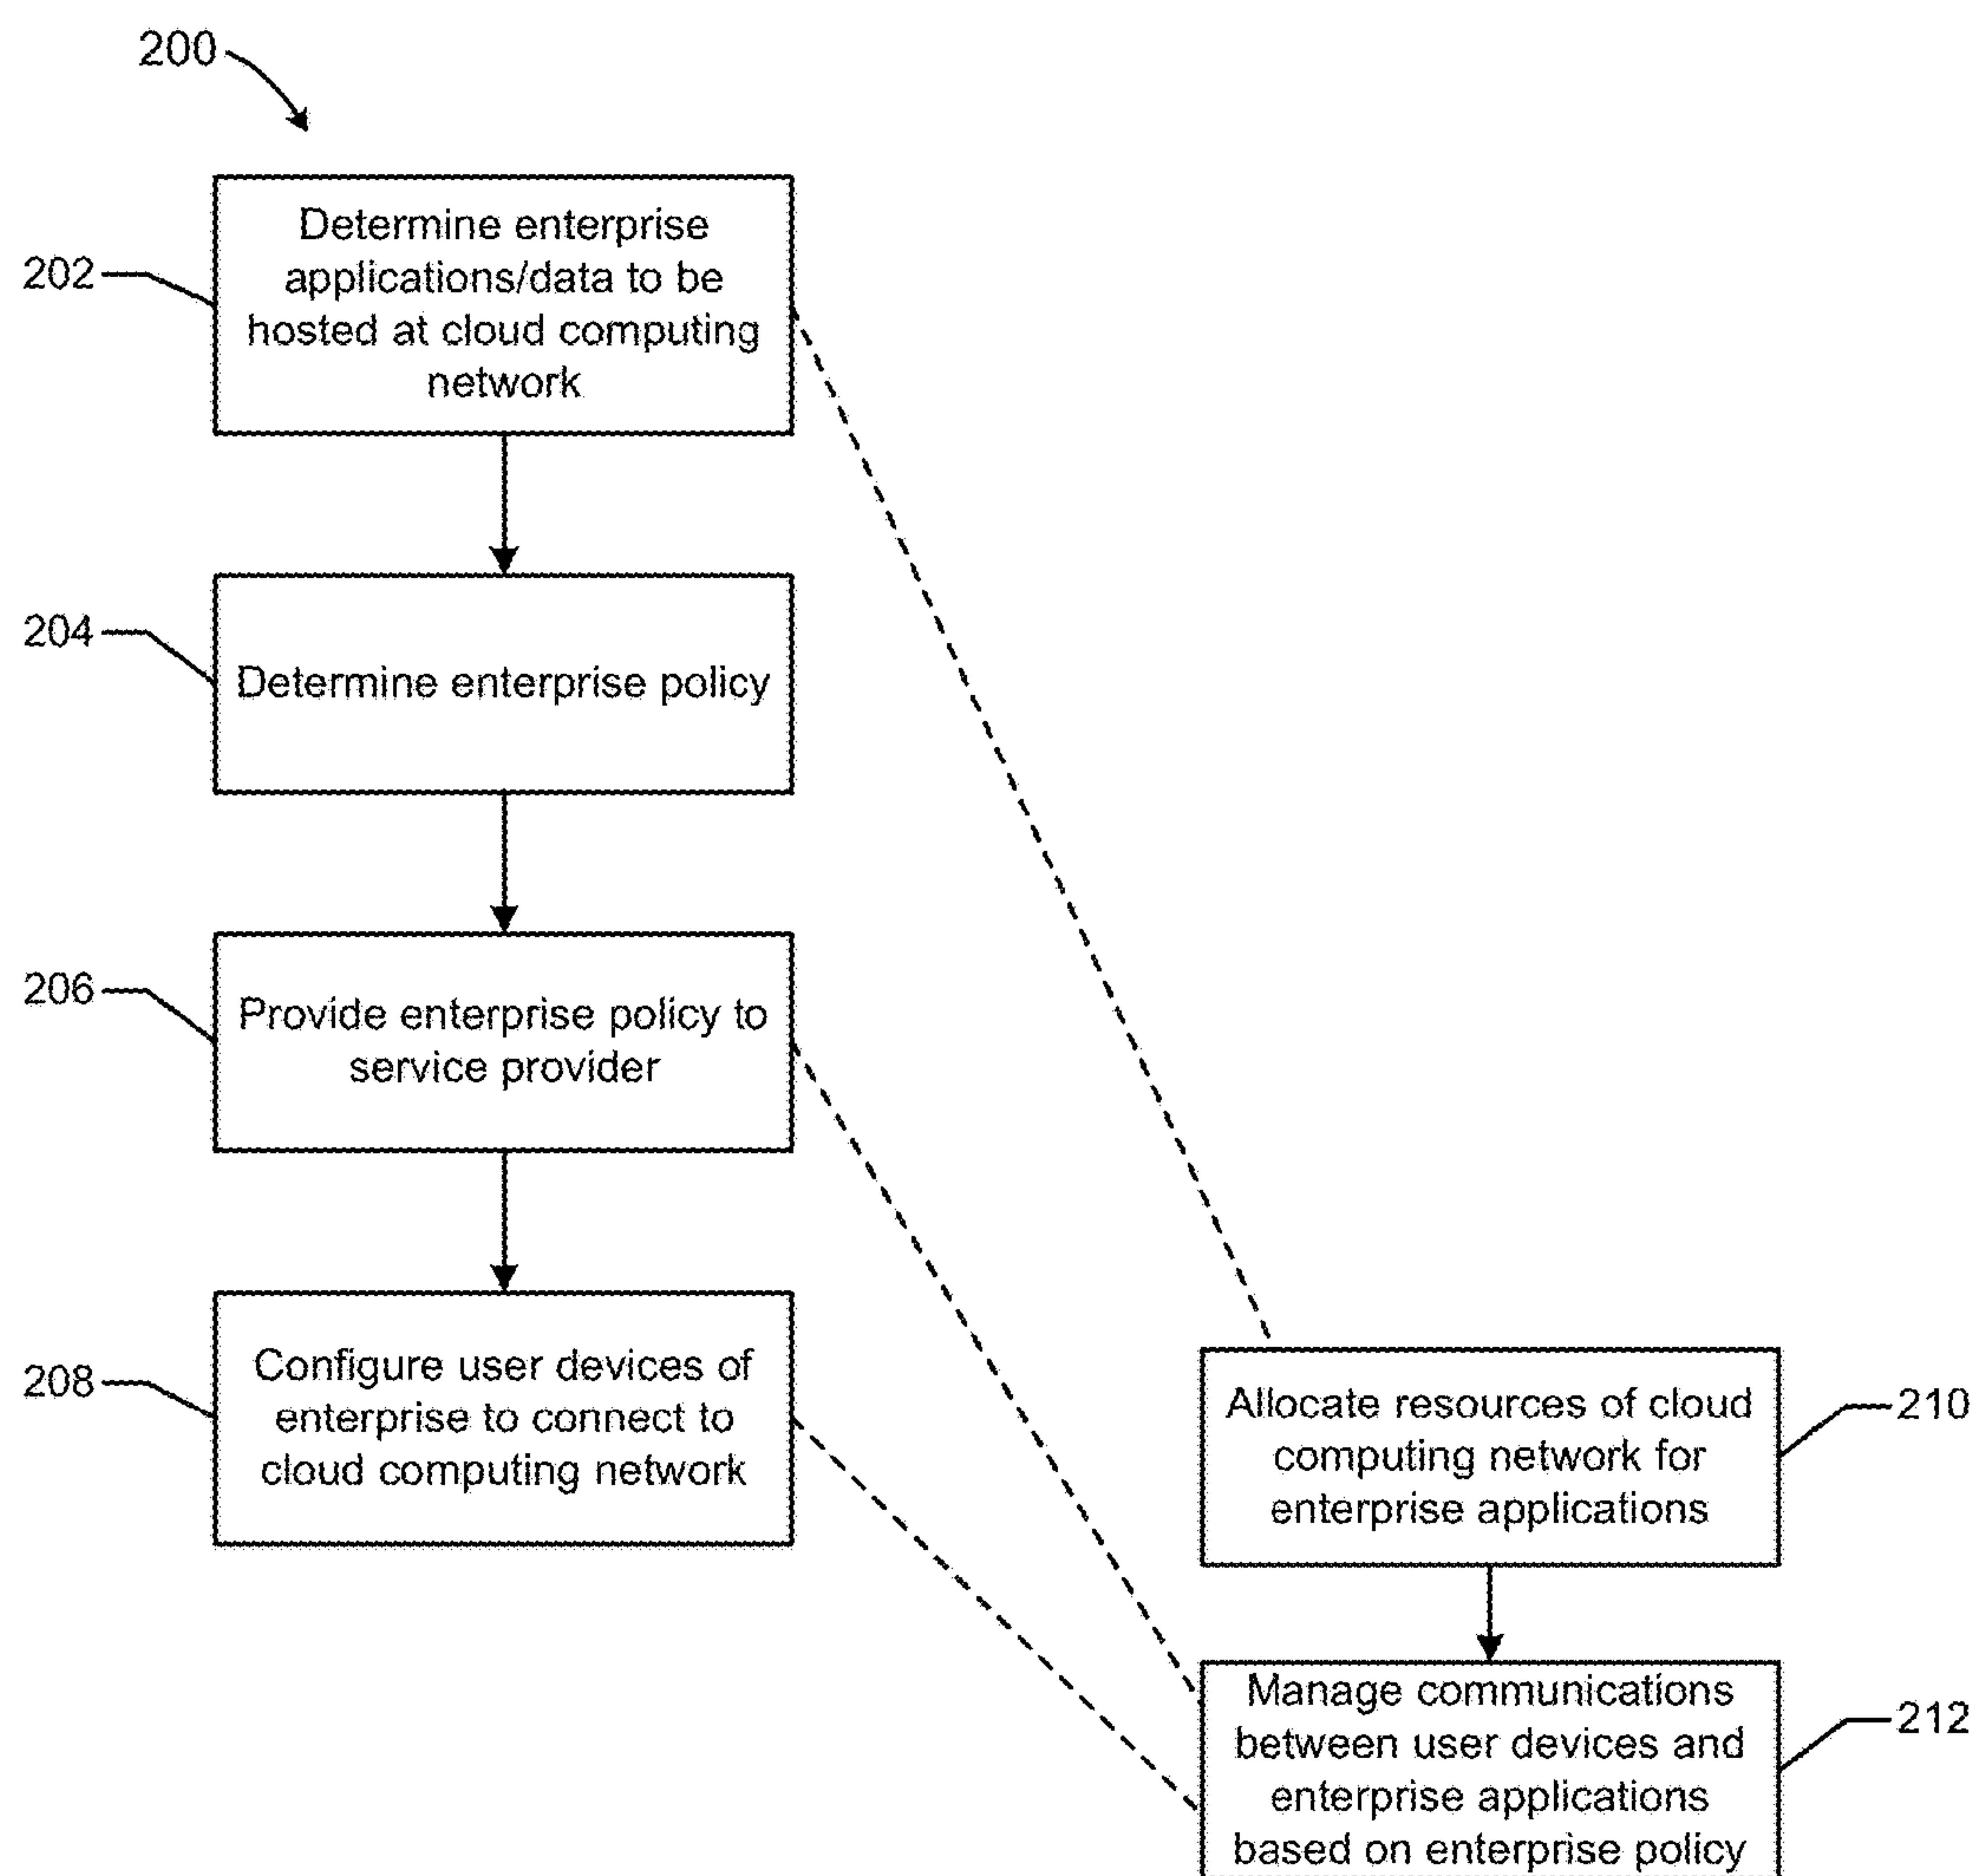 200
202
Determine enterprise
applications/data to be
hosted at cloud computing
network
204
Determine enterprise policy
206
Provide enterprise policy to
service provider
208
Configure user devices of
enterprise to connect to
cloud computing network
Allocate resources of cloud
computing network for
enterprise applications
210
Manage communications
between user devices and
enterprise applications
based on enterprise policy
212